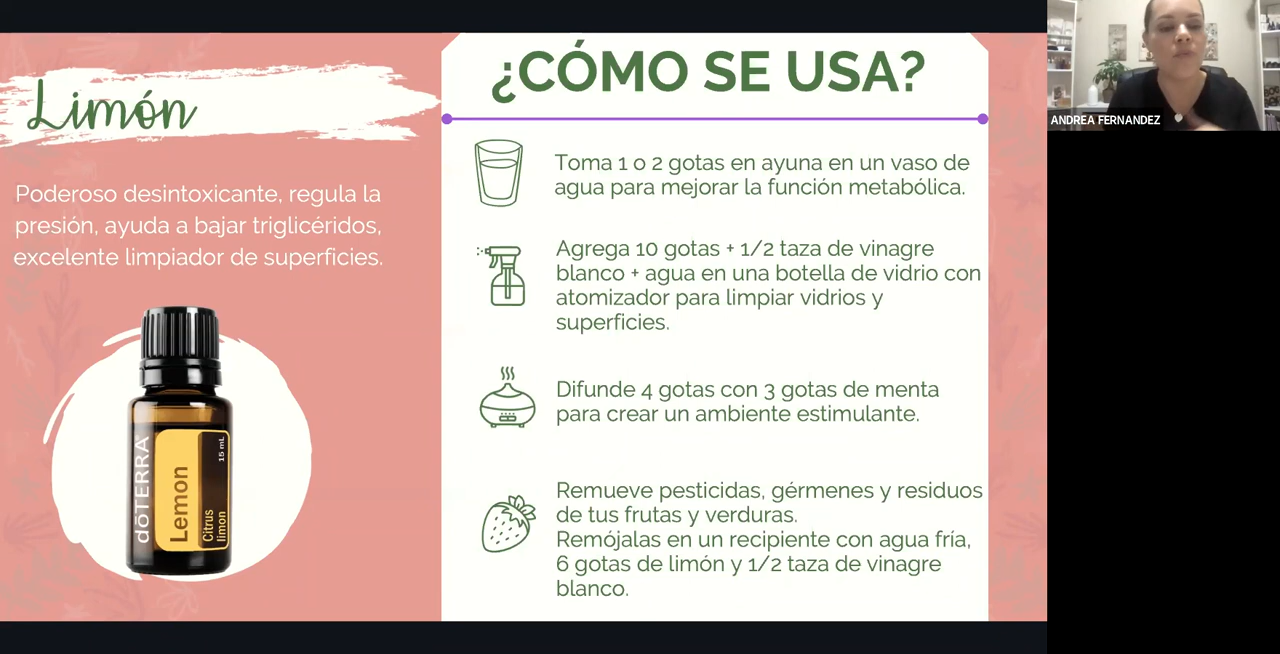 Limón
Poderoso desintoxicante, regula la
presión, ayuda a bajar triglicéridos,
excelente limpiador de superficies.
dōTERRA
Lemon
Citrus
limon
15 mL
¿CÓMO SE USA?
Toma 1 o 2 gotas en ayuna en un vaso de
agua para mejorar la función metabólica.
Agrega 10 gotas + 1/2 taza de vinagre
blanco + agua en una botella de vidrio con
atomizador para limpiar vidrios y
superficies.
Difunde 4 gotas con 3 gotas de menta
para crear un ambiente estimulante.
Remueve pesticidas, gérmenes y residuos
de tus frutas y verduras.
Remójalas en un recipiente con agua fría,
6 gotas de limón y 1/2 taza de vinagre
blanco.
ANDREA FERNANDEZ